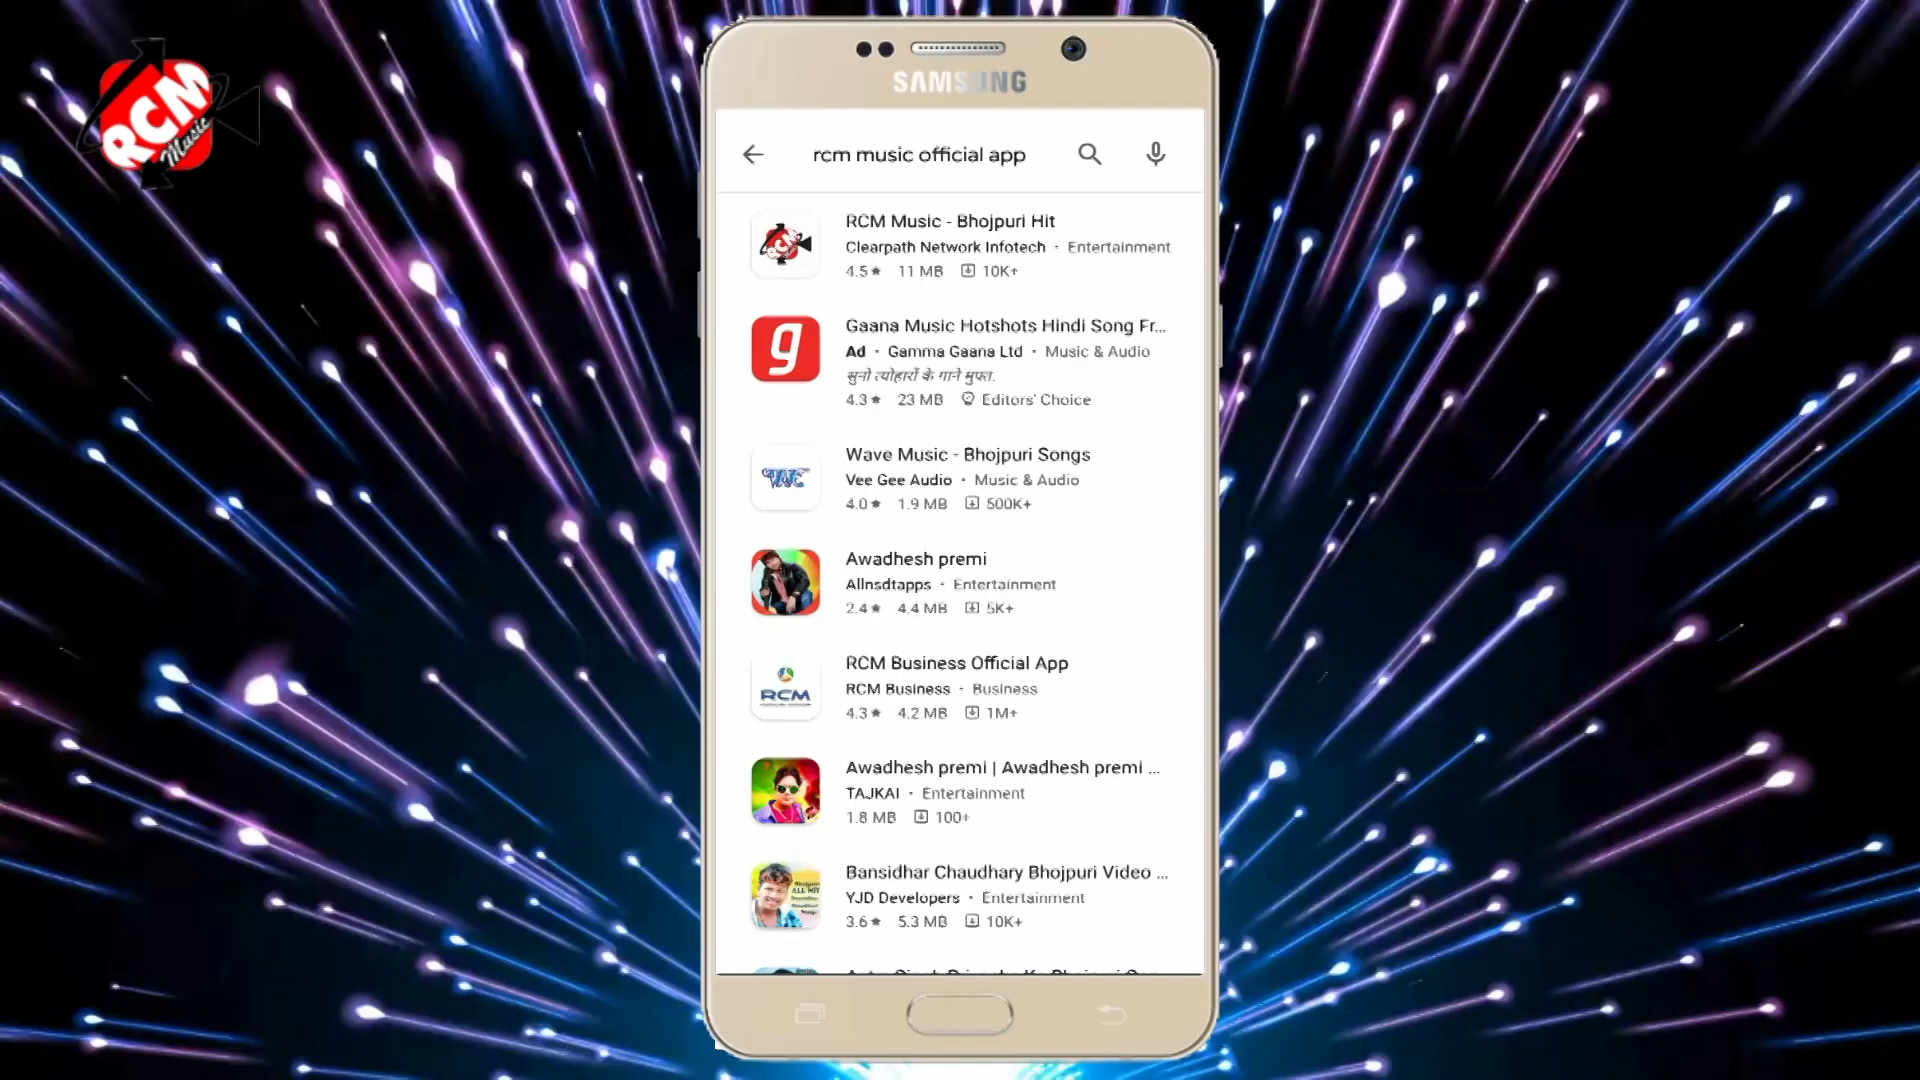 RCM
Music
SAMSUNG
rcm music official app
RCM Music - Bhojpuri Hit
Clearpath Network Infotech · Entertainment
4.5★ 11 MB 10K+
Gaana Music Hotshots Hindi Song Fr...
Ad · Gamma Gaana Ltd · Music & Audio
सुनो त्योहारों के गाने मुफ्त.
4.3★ 23 MB Editors' Choice
Wave Music - Bhojpuri Songs
Vee Gee Audio · Music & Audio
4.0★ 1.9 MB 500K+
Awadhesh premi
Allnsdtapps · Entertainment
2.4★ 4.4 MB 5K+
RCM Business Official App
RCM Business · Business
4.3★ 4.2 MB 1M+
RCM
Awadhesh premi | Awadhesh premi ...
TAJKAI · Entertainment
1.8 MB 100+
Bansidhar Chaudhary Bhojpuri Video ...
YJD Developers · Entertainment
3.6★ 5.3 MB 10K+